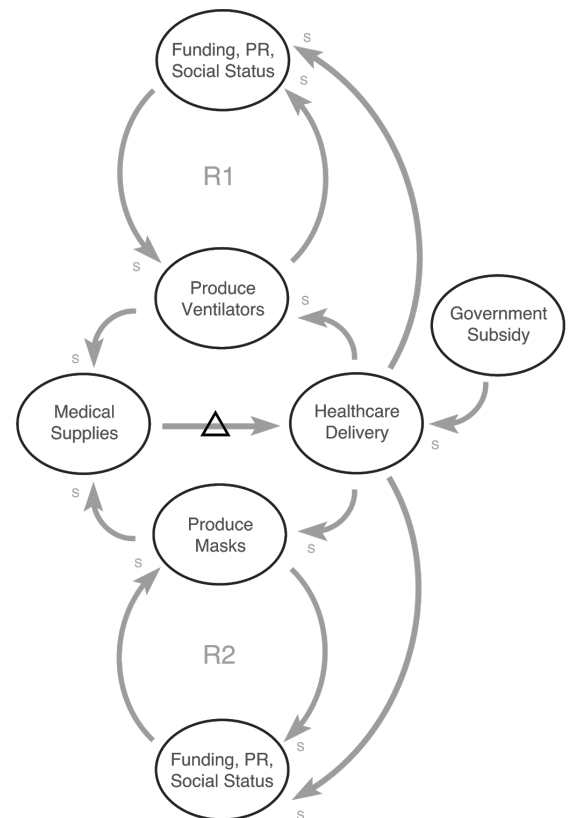 S
Funding, PR,
Social Status
S
R1
S
Produce
Ventilators
S
Government
Subsidy
S
Medical
Supplies
Healthcare
Delivery
S
S
Produce
Masks
S
S
R2
S
Funding, PR,
Social Status
S